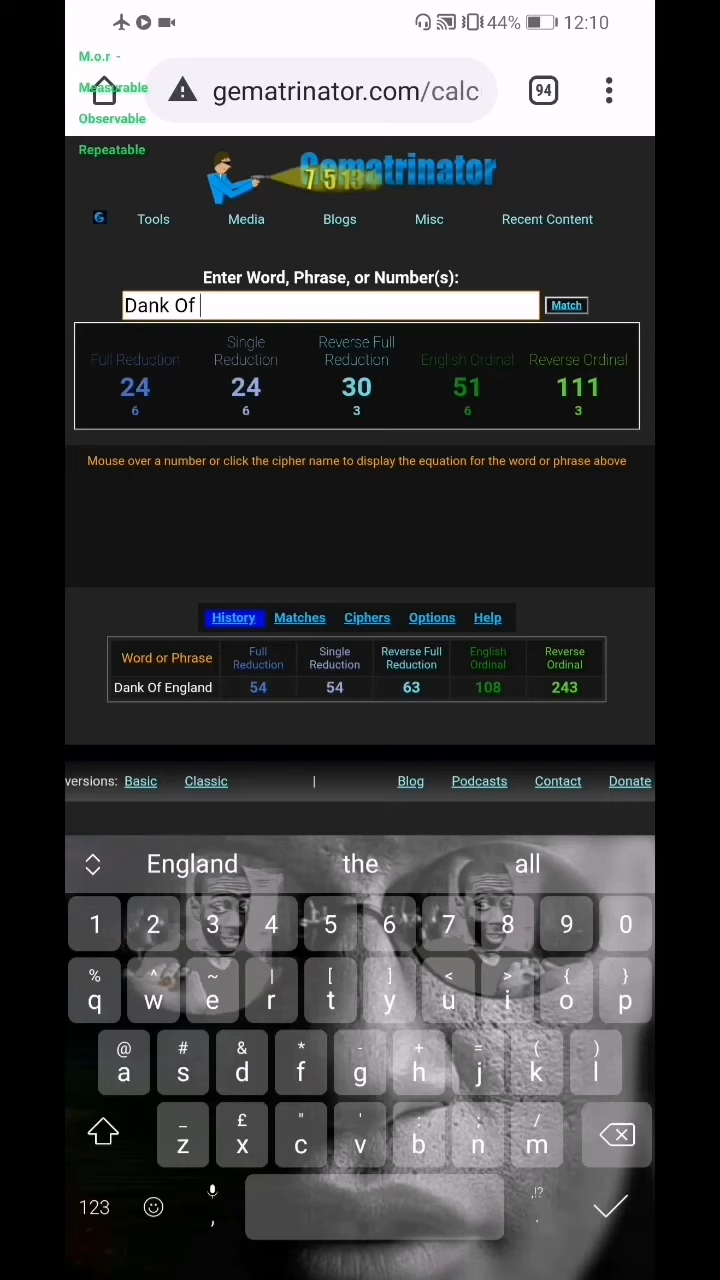 44% 12:10
M.o.r -
Measurable
Observable
Repeatable
gematrinator.com/calc
94
Gematrinator
7 5 134
G Tools Media Blogs Misc Recent Content
Enter Word, Phrase, or Number(s):
Dank Of
Match
Full Reduction Single Reduction Reverse Full Reduction English Ordinal Reverse Ordinal
24 24 30 51 111
6 6 3 6 3
Mouse over a number or click the cipher name to display the equation for the word or phrase above
History Matches Ciphers Options Help
Word or Phrase Full Reduction Single Reduction Reverse Full Reduction English Ordinal Reverse Ordinal
Dank Of England 54 54 63 108 243
versions: Basic Classic | Blog Podcasts Contact Donate
England the all
1 2 3 4 5 6 7 8 9 0
% ^ ~ | [ ] < > { }
q w e r t y u i o p
@ # & * - + = ( )
a s d f g h j k l
_ £ " ' : ; /
z x c v b n m
123 , ,!? .